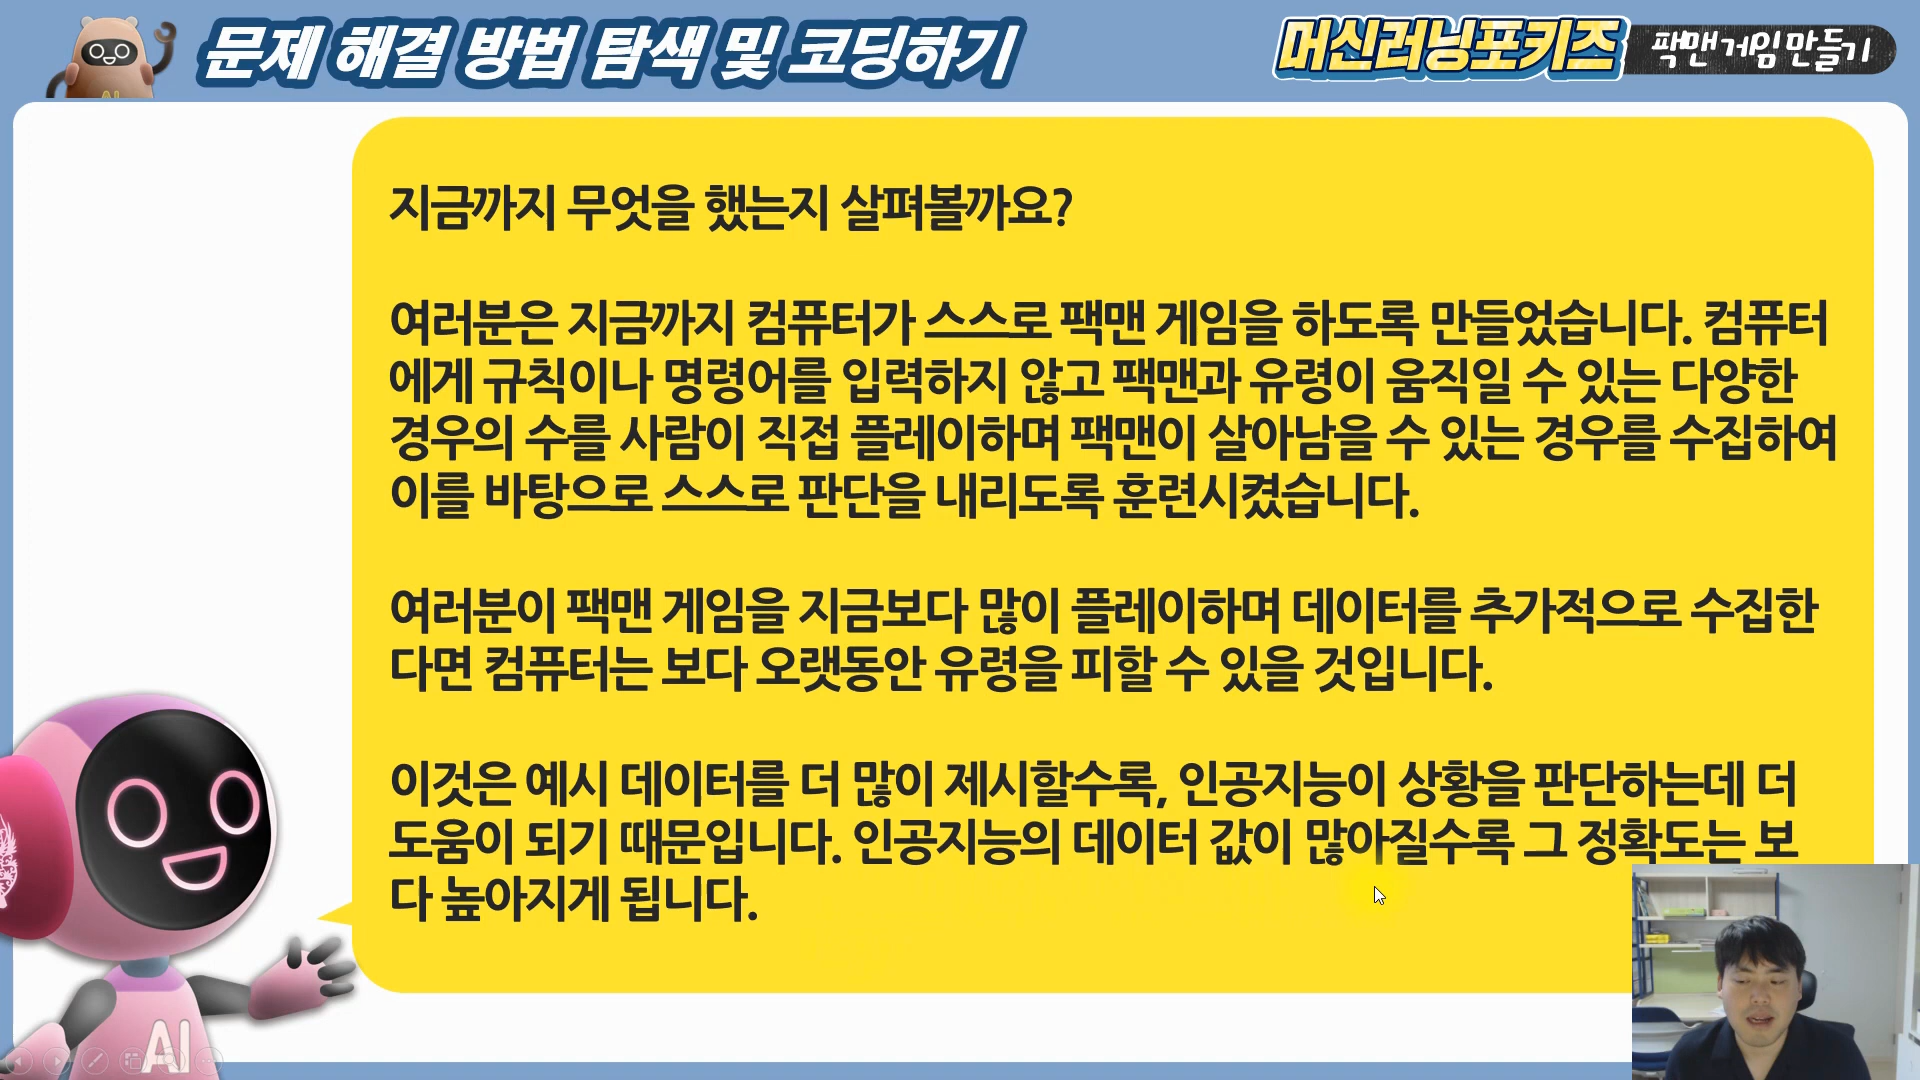 문제 해결 방법 탐색 및 코딩하기
머신러닝포키즈 팩맨 게임 만들기
지금까지 무엇을 했는지 살펴볼까요?
여러분은 지금까지 컴퓨터가 스스로 팩맨 게임을 하도록 만들었습니다. 컴퓨터
에게 규칙이나 명령어를 입력하지 않고 팩맨과 유령이 움직일 수 있는 다양한
경우의 수를 사람이 직접 플레이하며 팩맨이 살아남을 수 있는 경우를 수집하여
이를 바탕으로 스스로 판단을 내리도록 훈련시켰습니다.
여러분이 팩맨 게임을 지금보다 많이 플레이하며 데이터를 추가적으로 수집한
다면 컴퓨터는 보다 오랫동안 유령을 피할 수 있을 것입니다.
이것은 예시 데이터를 더 많이 제시할수록, 인공지능이 상황을 판단하는데 더
도움이 되기 때문입니다. 인공지능의 데이터 값이 많아질수록 그 정확도는 보
다 높아지게 됩니다.
AI
AI